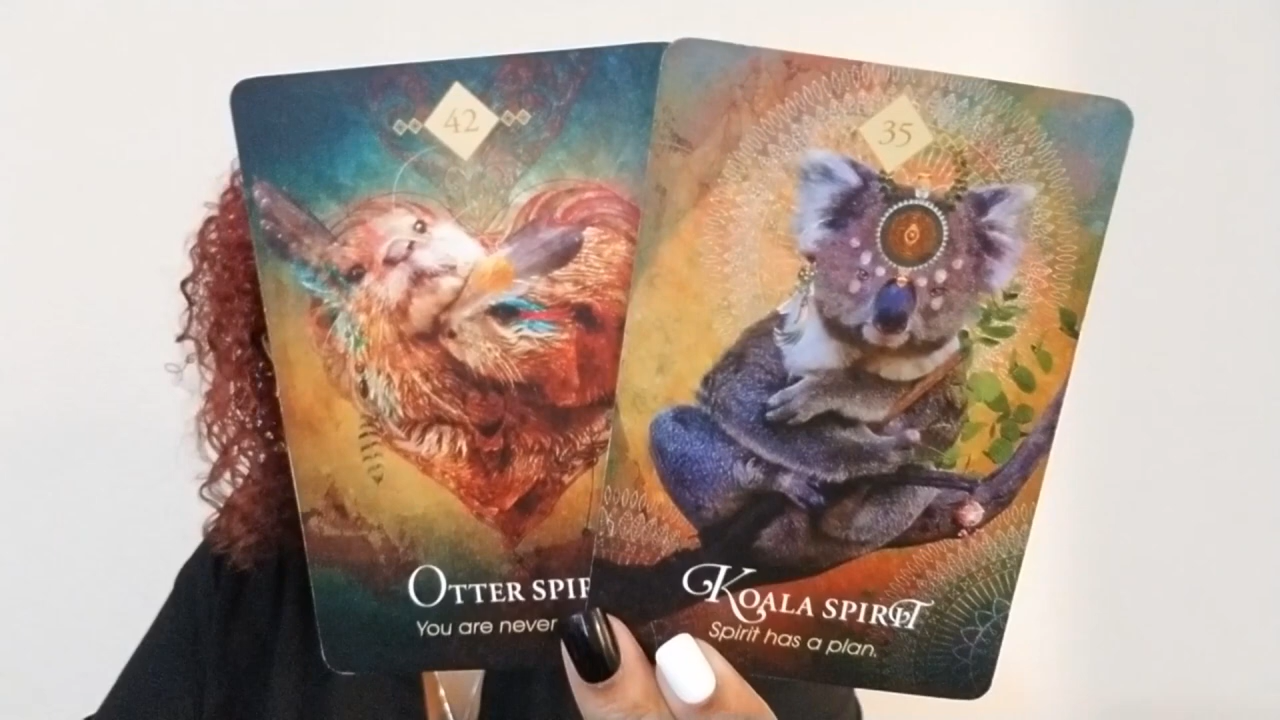 42
OTTER SPIR
You are never
35
KOALA SPIRIT
Spirit has a plan.